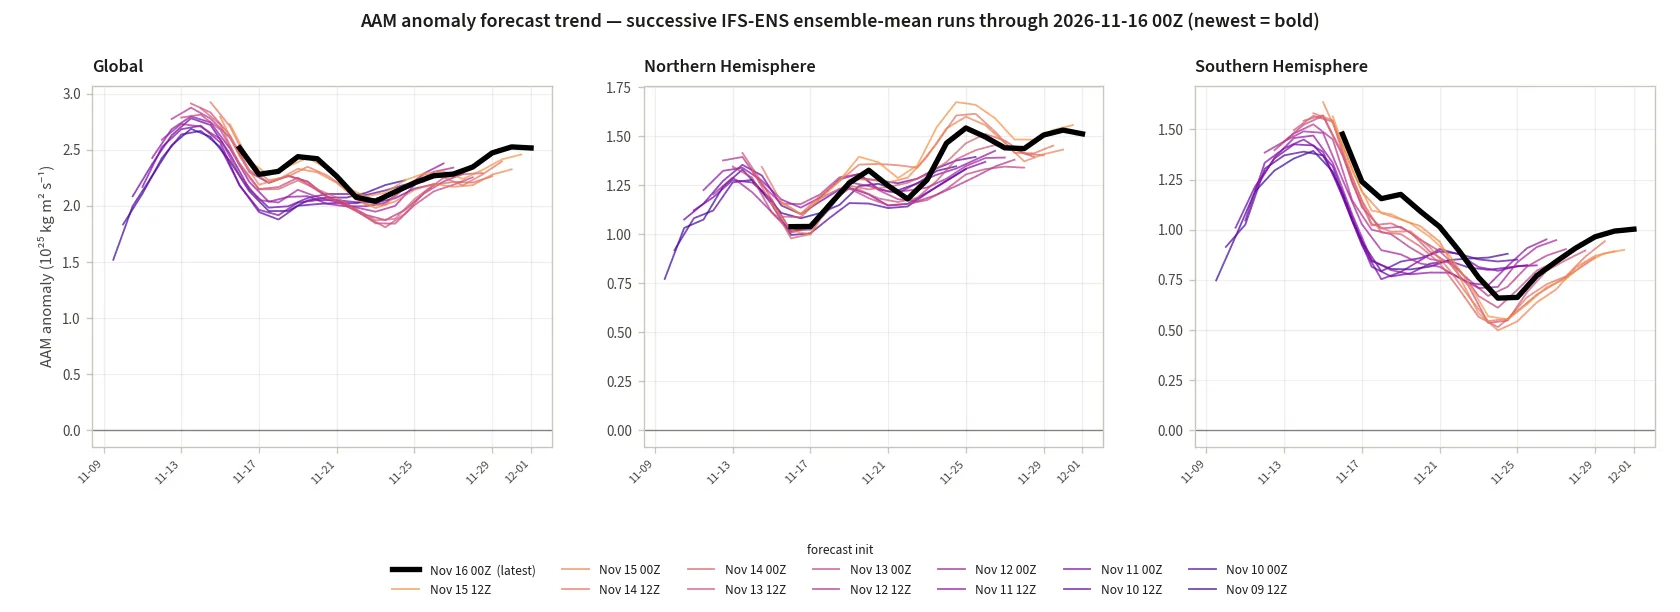 AAM anomaly forecast trend — successive IFS-ENS ensemble-mean runs through 2026-11-16 00Z (newest = bold)
Global
Northern Hemisphere
Southern Hemisphere
AAM anomaly (10²⁵ kg m² s⁻¹)
3.0
2.5
2.0
1.5
1.0
0.5
0.0
11-09
11-13
11-17
11-21
11-25
11-29
12-01
1.75
1.50
1.25
1.00
0.75
0.50
0.25
0.00
11-09
11-13
11-17
11-21
11-25
11-29
12-01
1.50
1.25
1.00
0.75
0.50
0.25
0.00
11-09
11-13
11-17
11-21
11-25
11-29
12-01
forecast init
Nov 16 00Z (latest)
Nov 15 12Z
Nov 15 00Z
Nov 14 12Z
Nov 14 00Z
Nov 13 12Z
Nov 13 00Z
Nov 12 12Z
Nov 12 00Z
Nov 11 12Z
Nov 11 00Z
Nov 10 12Z
Nov 10 00Z
Nov 09 12Z